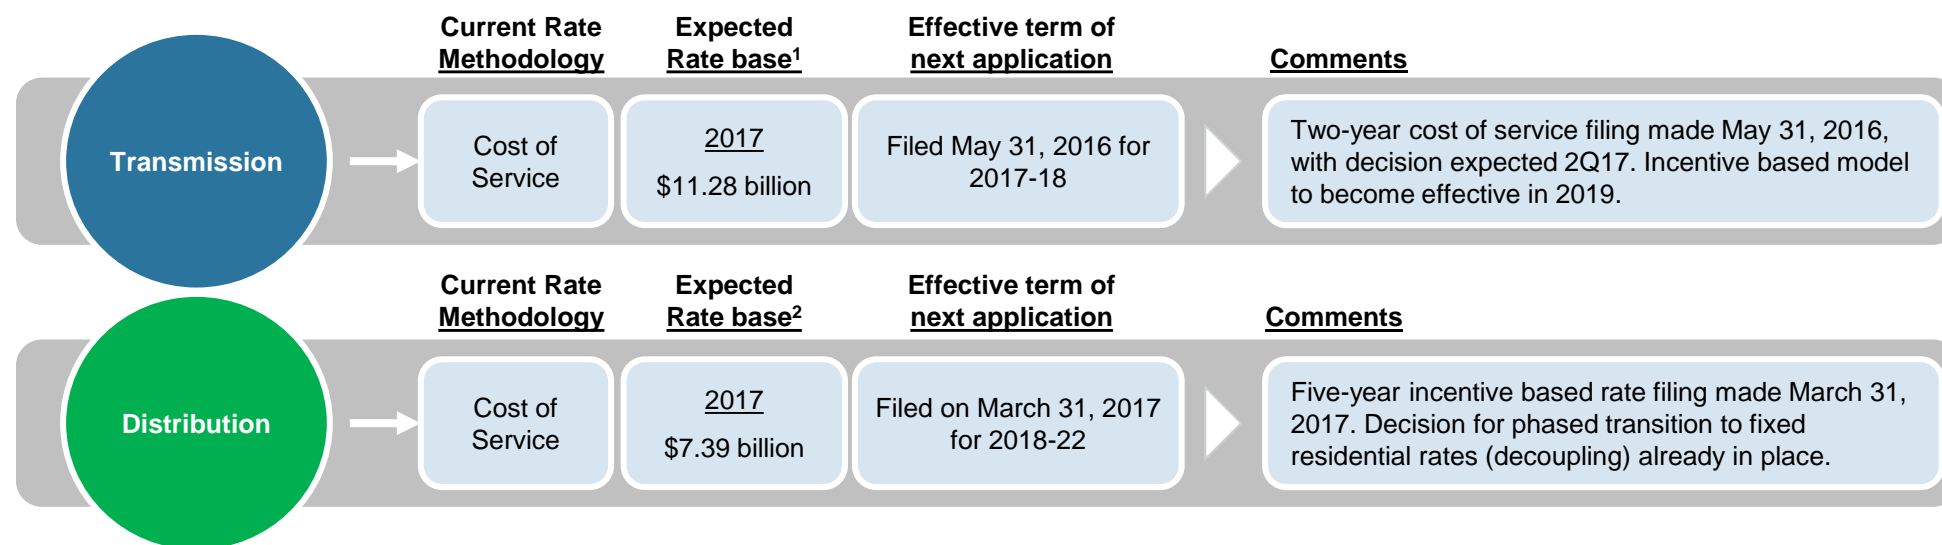 Current Rate
Methodology
Expected
Rate base¹
Effective term of
next application
Comments
Transmission
Cost of
Service
2017
$11.28 billion
Filed May 31, 2016 for
2017-18
Two-year cost of service filing made May 31, 2016,
with decision expected 2Q17. Incentive based model
to become effective in 2019.
Current Rate
Methodology
Expected
Rate base²
Effective term of
next application
Comments
Distribution
Cost of
Service
2017
$7.39 billion
Filed on March 31, 2017
for 2018-22
Five-year incentive based rate filing made March 31,
2017. Decision for phased transition to fixed
residential rates (decoupling) already in place.